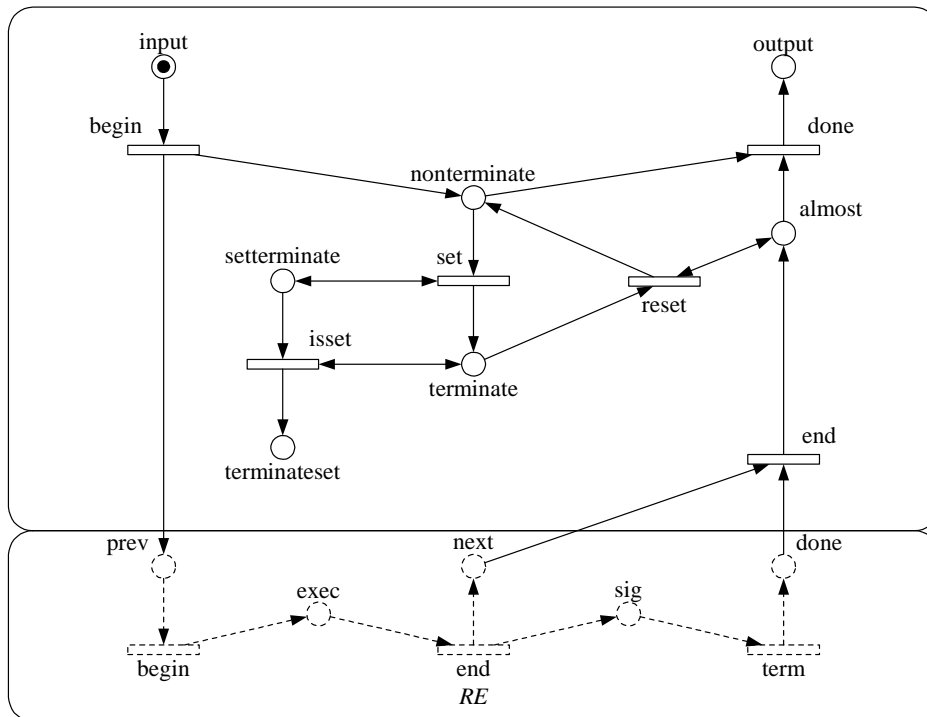 input
output
begin
done
nonterminate
almost
setterminate
set
reset
isset
terminate
end
terminateset
prev
next
done
exec
sig
begin
end
term
RE